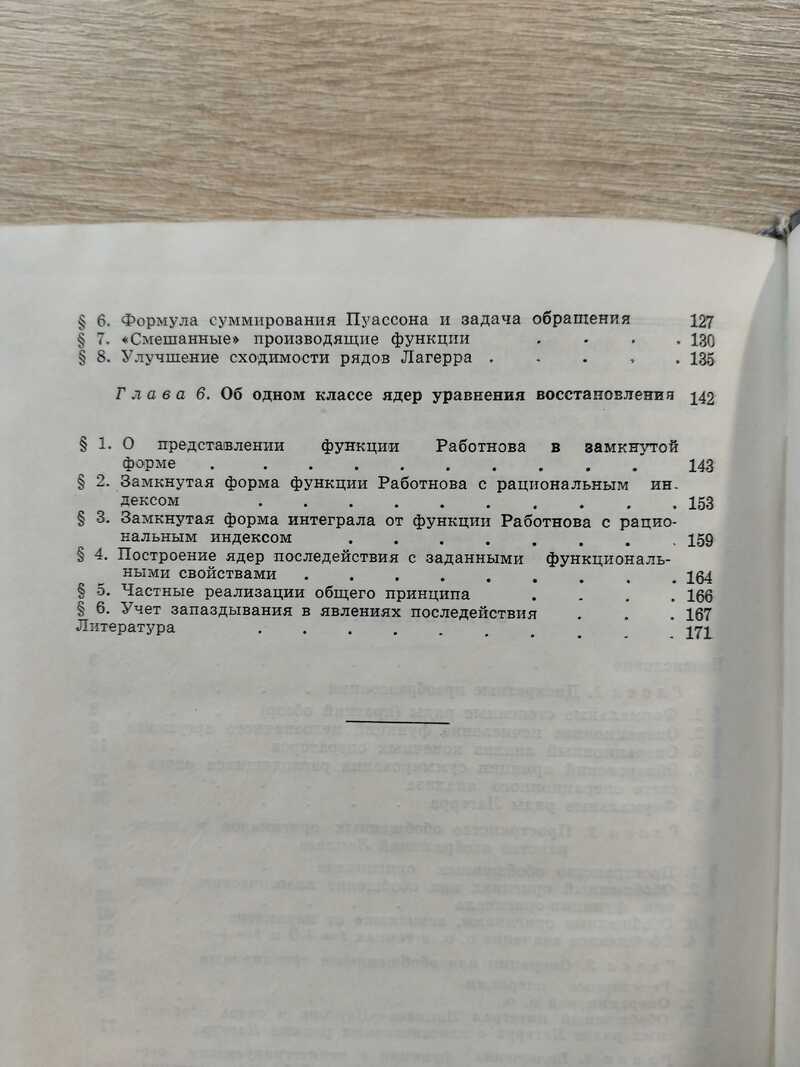 § 6. Формула суммирования Пуассона и задача обращения 127
§ 7. «Смешанные» производящие функции . . . . 130
§ 8. Улучшение сходимости рядов Лагерра . . . . . 135
Глава 6. Об одном классе ядер уравнения восстановления 142
§ 1. О представлении функции Работнова в замкнутой
форме . . . . . . . . . . 143
§ 2. Замкнутая форма функции Работнова с рациональным ин-
дексом . . . . . . . . . . 153
§ 3. Замкнутая форма интеграла от функции Работнова с рацио-
нальным индексом . . . . . . . . 159
§ 4. Построение ядер последействия с заданными функциональ-
ными свойствами . . . . . . . . . 164
§ 5. Частные реализации общего принципа . . . . 166
§ 6. Учет запаздывания в явлениях последействия . . . 167
Литература . . . . . . . . . . 171